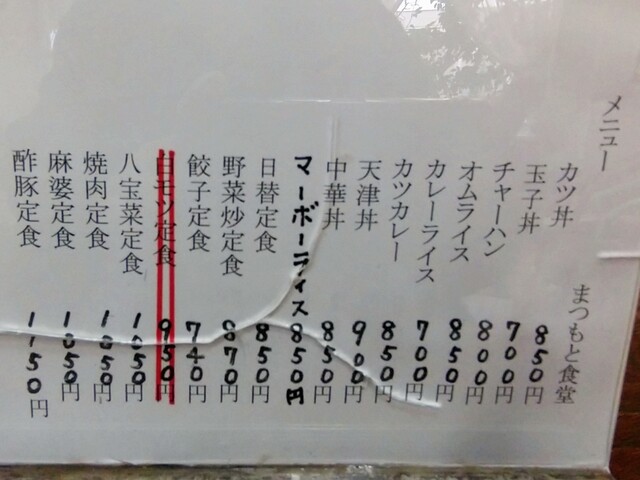 メニュー
まつもと食堂
カツ丼 850円
玉子丼 700円
チャーハン 800円
オムライス 850円
カレーライス 700円
カツカレー 850円
天津丼 900円
中華丼 850円
マーボーライス 850円
日替定食 850円
野菜炒定食 870円
餃子定食 740円
白モツ定食 950円
八宝菜定食 1050円
焼肉定食 1050円
麻婆定食 1050円
酢豚定食 1150円